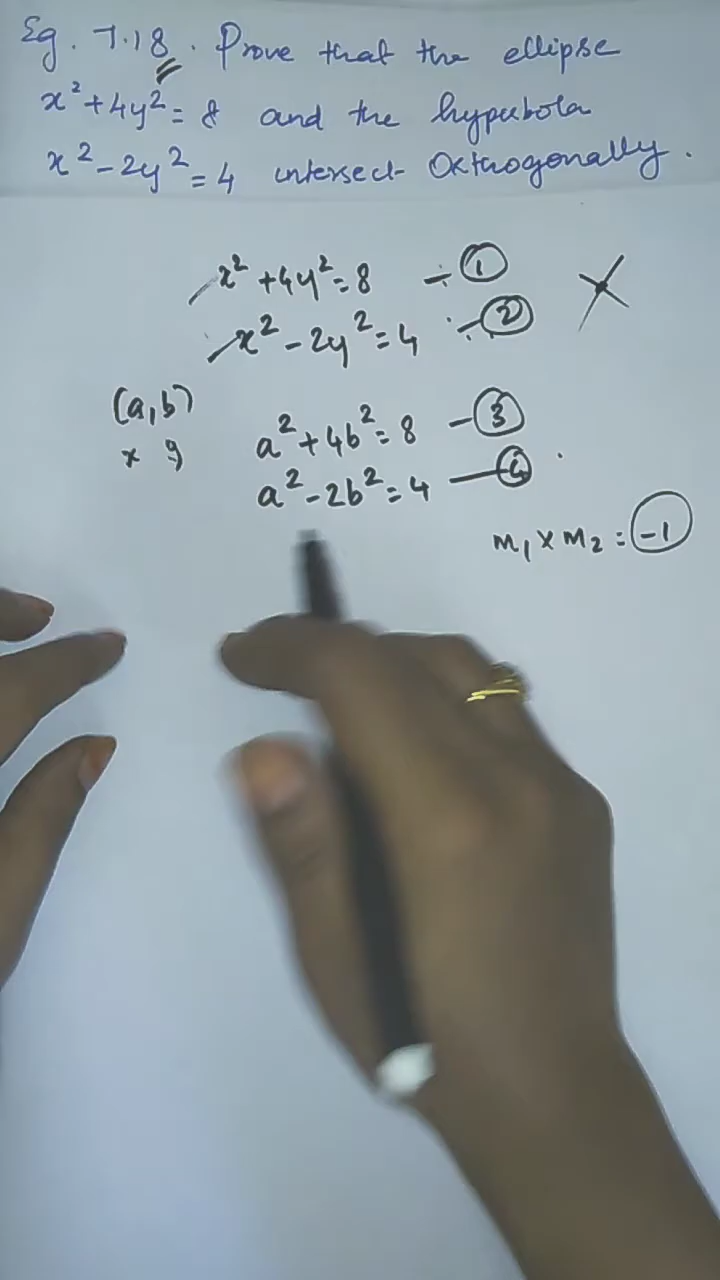 Eg. 7.18. Prove that the ellipse
x² + 4y² = 8 and the hyperbola
x² - 2y² = 4 intersect Orthogonally.
x² + 4y² = 8 - ①
x² - 2y² = 4 - ②
(a, b)
x y
a² + 4b² = 8 - ③
a² - 2b² = 4 - ④
m₁ x m₂ = -1